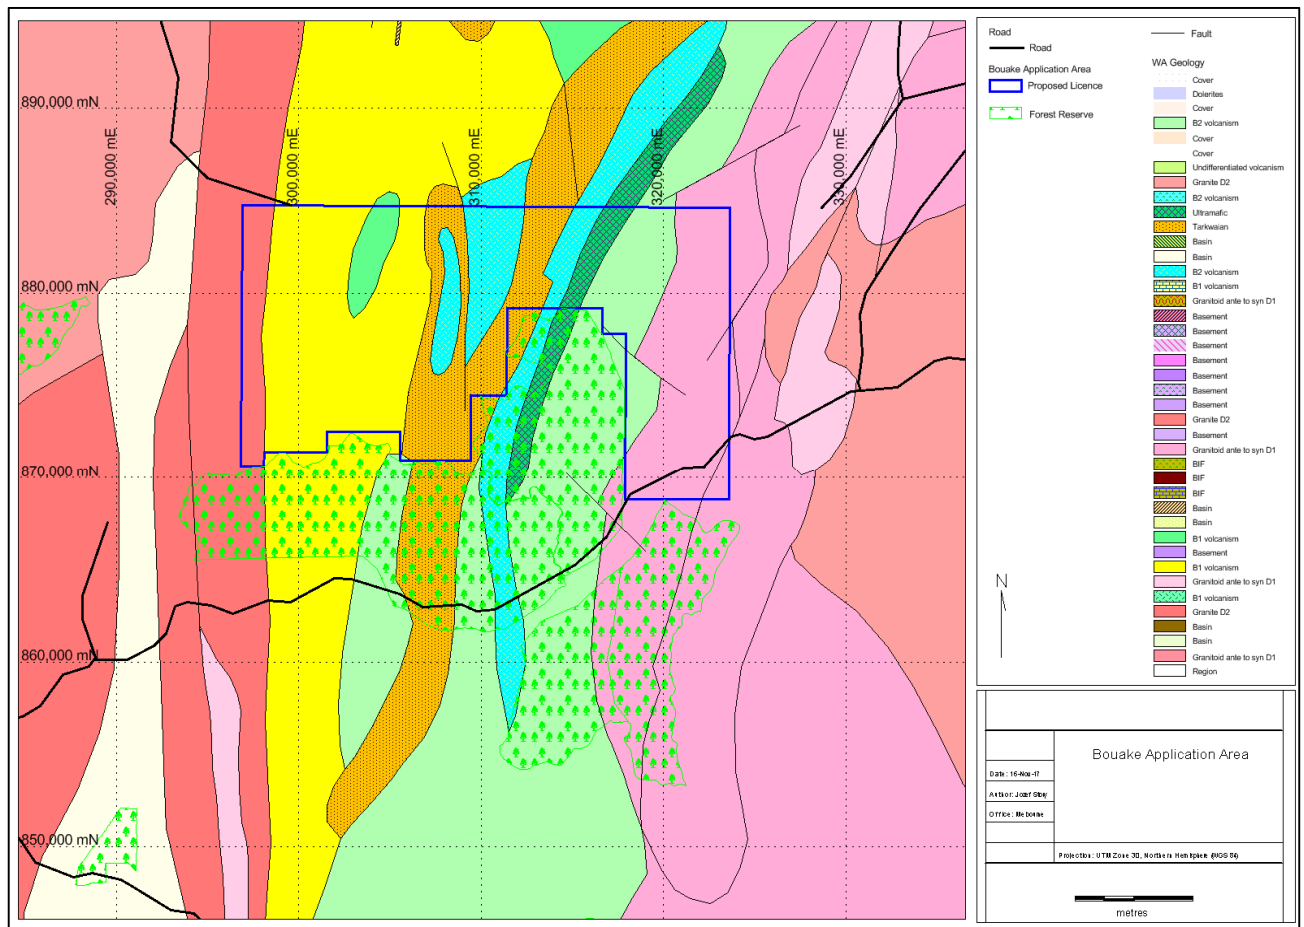 890,000 mN
880,000 mN
870,000 mN
860,000 mN
850,000 mN
290,000 mE
300,000 mE
310,000 mE
320,000 mE
330,000 mE
Road
Road
Bouake Application Area
Proposed Licence
Forest Reserve
Fault
WA Geology
Cover
Dolerites
Cover
B2 volcanism
Cover
Cover
Undifferentiated volcanism
Granite D2
B2 volcanism
Ultramafic
Tarkwaian
Basin
Basin
B2 volcanism
B1 volcanism
Granitoid ante to syn D1
Basement
Basement
Basement
Basement
Basement
Basement
Basement
Granite D2
Basement
Granitoid ante to syn D1
BIF
BIF
BIF
Basin
Basin
B1 volcanism
Basement
B1 volcanism
Granitoid ante to syn D1
B1 volcanism
Granite D2
Basin
Basin
Granitoid ante to syn D1
Region
N
Bouake Application Area
Date: 16-Nov-17
Author: Jozef Story
Office: Melbourne
Projection: UTM Zone 30, Northern Hemisphere (WGS 84)
metres